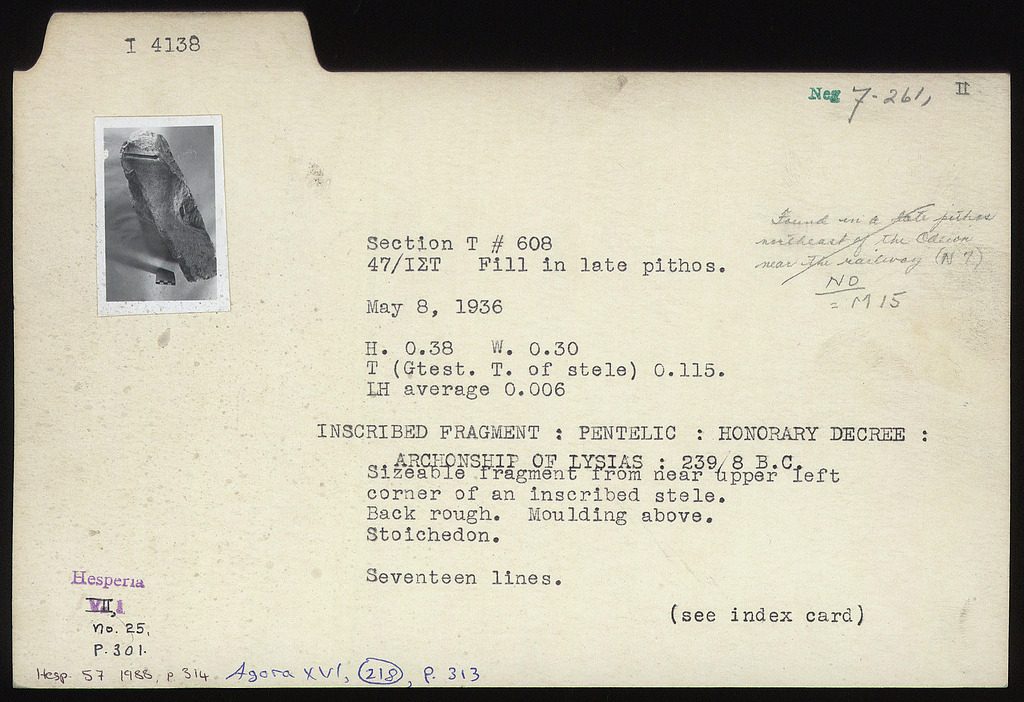 I 4138
Neg 7-261, II
Found in a late pithos
northeast of the Odeion
near the railway (N 7)
NO
= M 15
Section T # 608
47/ΙΣΤ Fill in late pithos.
May 8, 1936
H. 0.38 W. 0.30
T (Gtest. T. of stele) 0.115.
LH average 0.006
INSCRIBED FRAGMENT : PENTELIC : HONORARY DECREE :
ARCHONSHIP OF LYSIAS : 239/8 B.C.
Sizeable fragment from near upper left
corner of an inscribed stele.
Back rough. Moulding above.
Stoichedon.
Seventeen lines.
(see index card)
Hesperia
VII,1
no. 25,
P. 301.
Hesp. 57 1988, p 314 Agora XVI, 218, p. 313